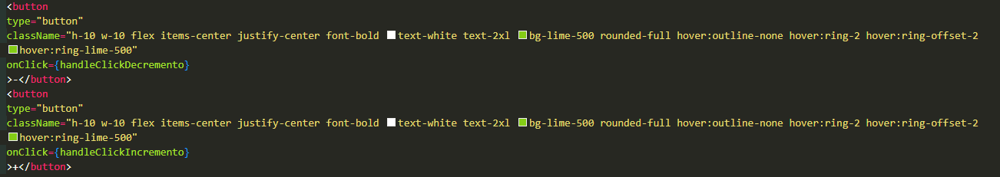 <button
type="button"
className="h-10 w-10 flex items-center justify-center font-bold text-white text-2xl bg-lime-500 rounded-full hover:outline-none hover:ring-2 hover:ring-offset-2
hover:ring-lime-500"
onClick={handleClickDecremento}
>-</button>
<button
type="button"
className="h-10 w-10 flex items-center justify-center font-bold text-white text-2xl bg-lime-500 rounded-full hover:outline-none hover:ring-2 hover:ring-offset-2
hover:ring-lime-500"
onClick={handleClickIncremento}
>+</button>